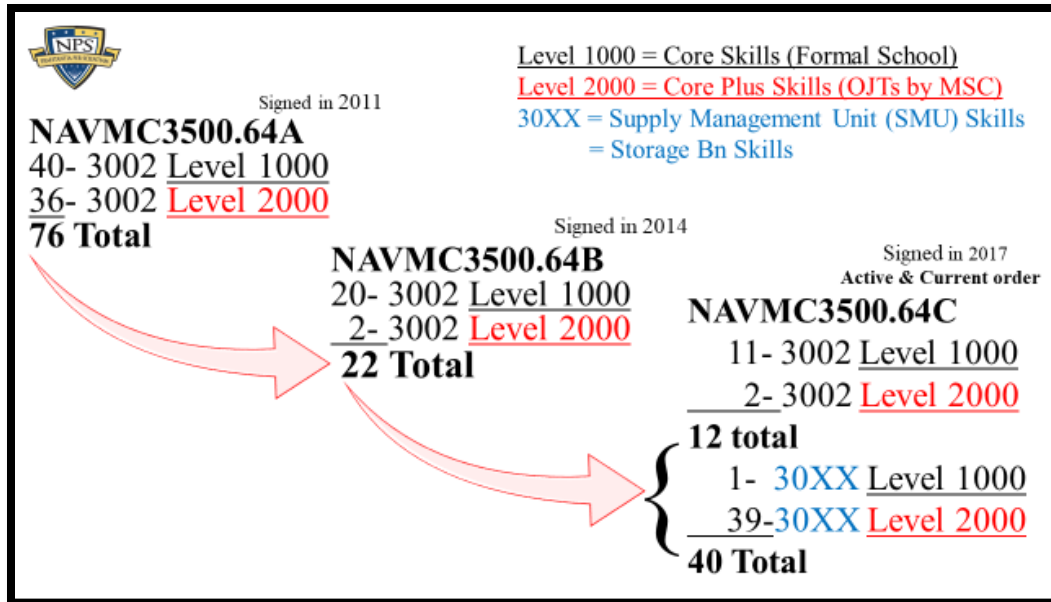 NPS
Level 1000 = Core Skills (Formal School)
Level 2000 = Core Plus Skills (OJTs by MSC)
30XX = Supply Management Unit (SMU) Skills
= Storage Bn Skills
Signed in 2011
NAVMC3500.64A
40- 3002 Level 1000
36- 3002 Level 2000
76 Total
Signed in 2014
NAVMC3500.64B
20- 3002 Level 1000
2- 3002 Level 2000
22 Total
Signed in 2017
Active & Current order
NAVMC3500.64C
11- 3002 Level 1000
2- 3002 Level 2000
12 total
1- 30XX Level 1000
39-30XX Level 2000
40 Total